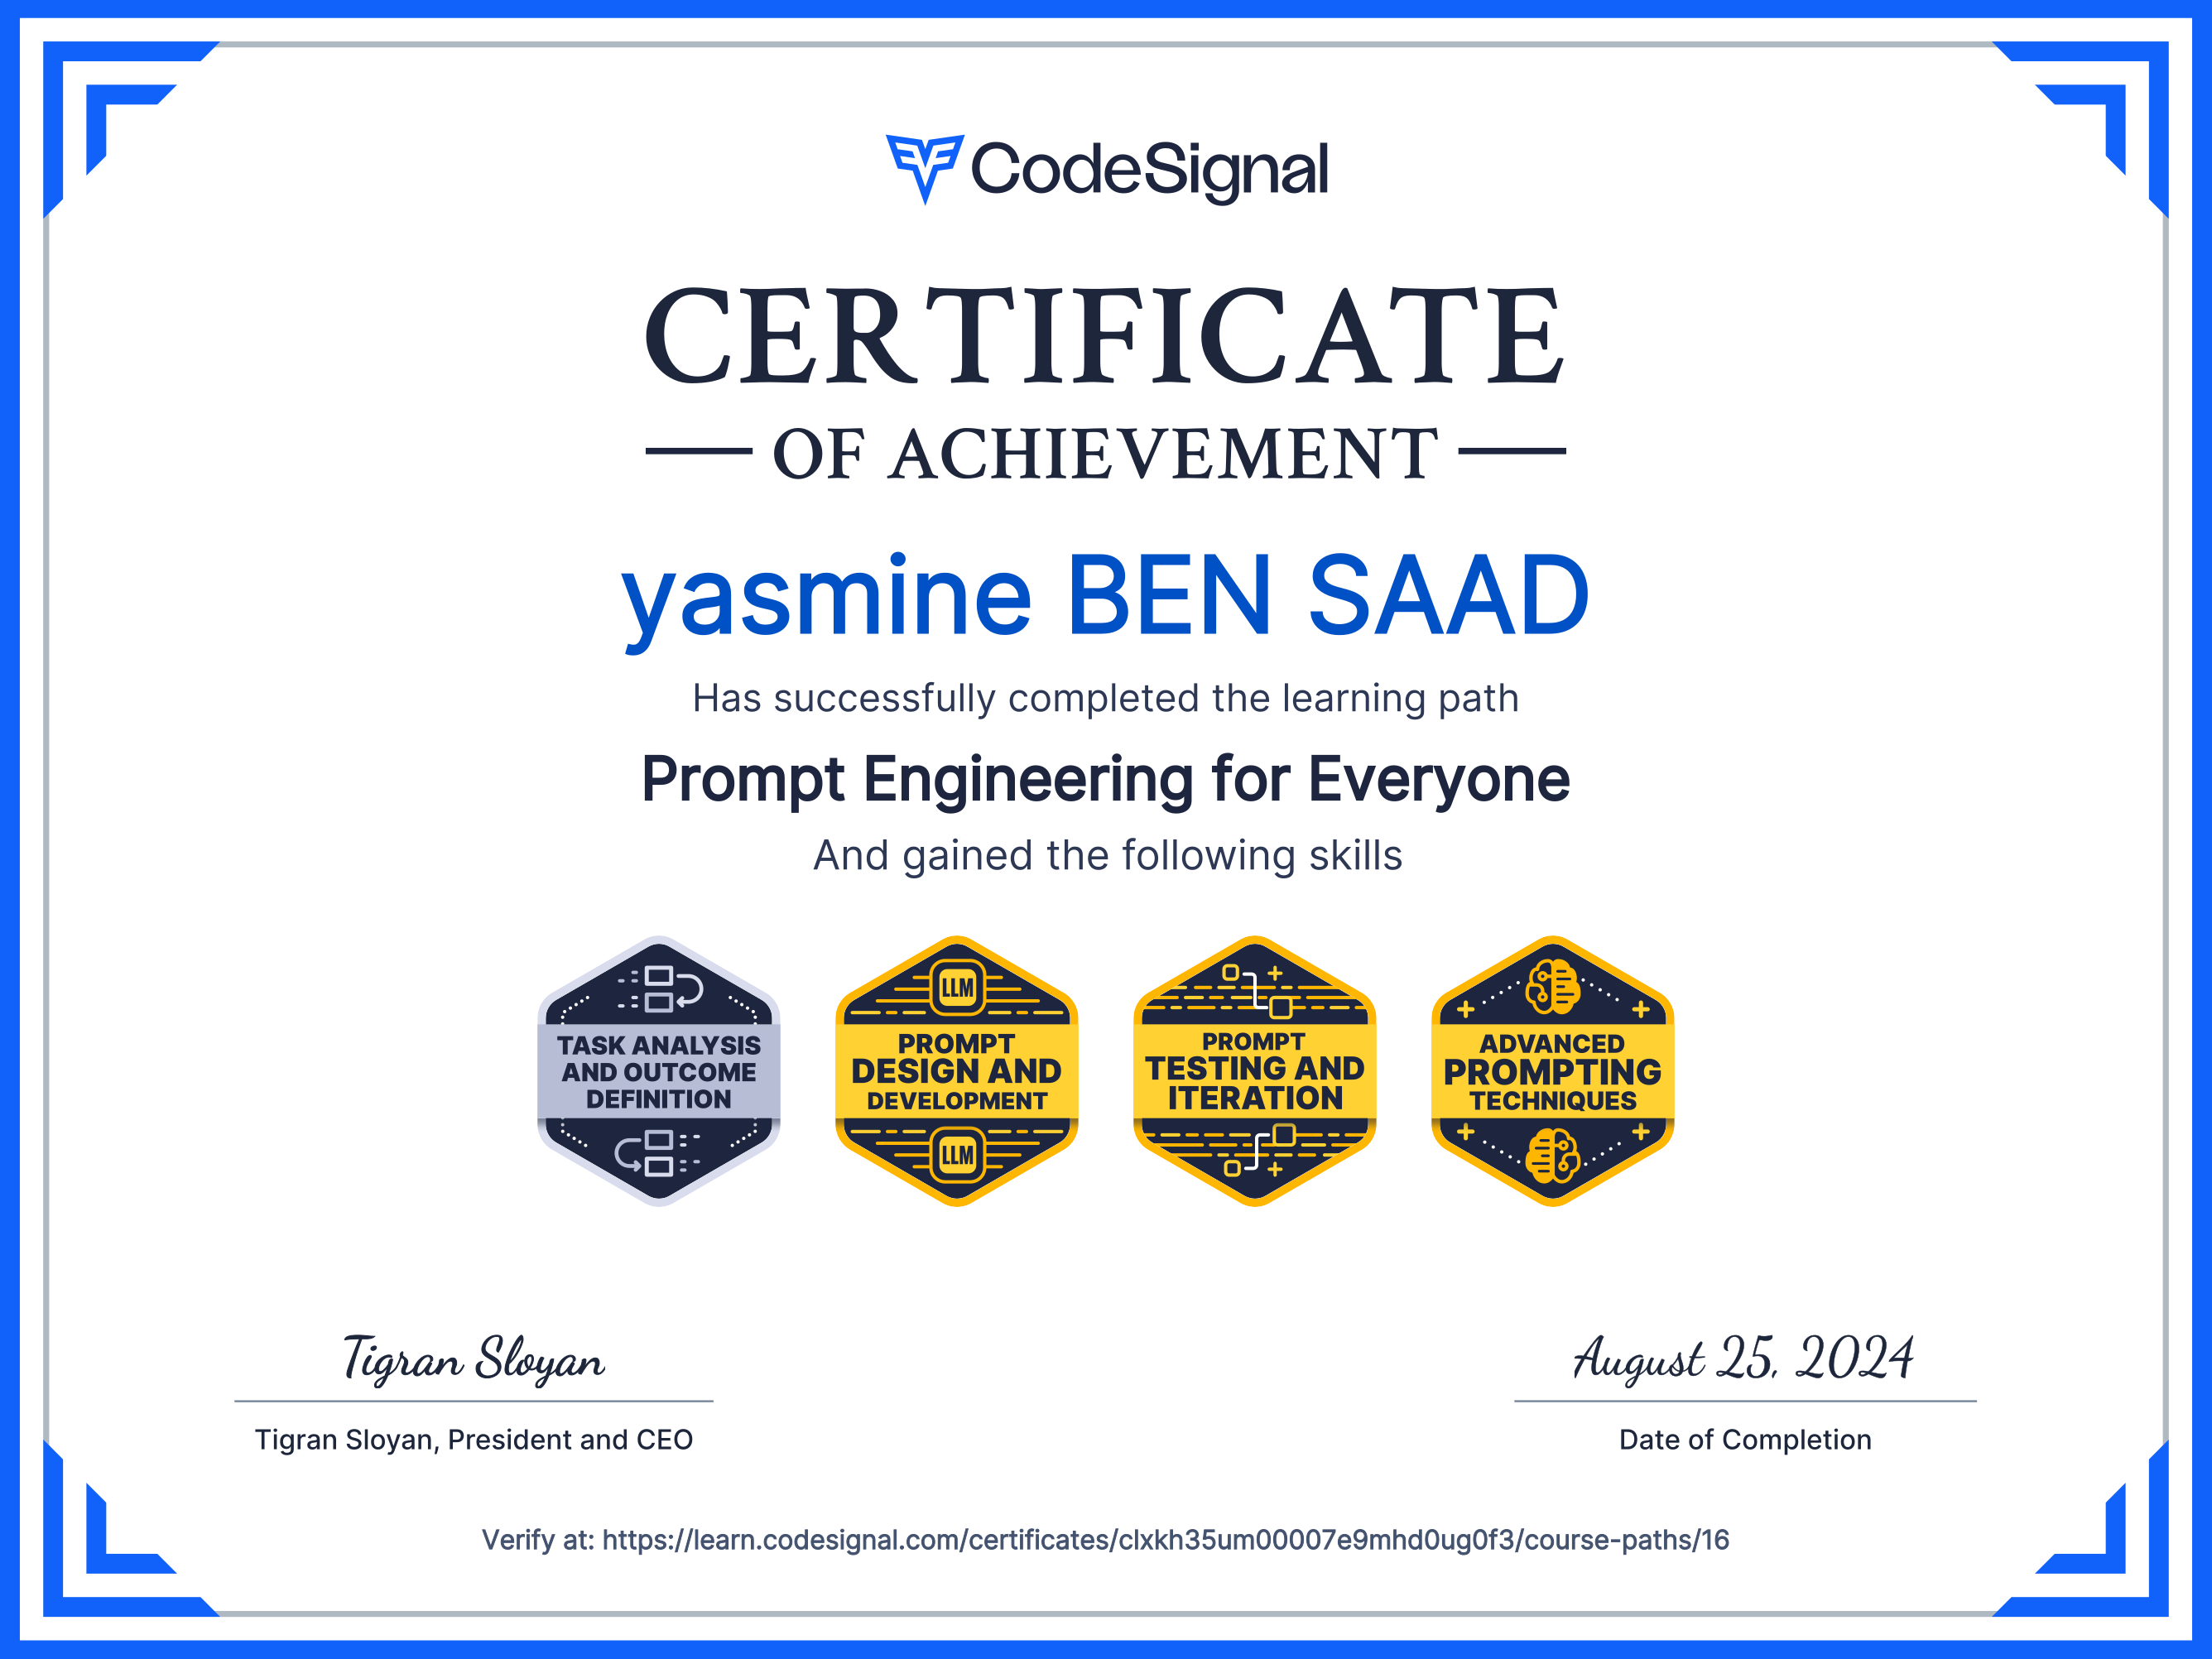 CodeSignal
CERTIFICATE
OF ACHIEVEMENT
yasmine BEN SAAD
Has successfully completed the learning path
Prompt Engineering for Everyone
And gained the following skills
LLM
TASK ANALYSIS
AND OUTCOME
DEFINITION
PROMPT
DESIGN AND
DEVELOPMENT
LLM
PROMPT
TESTING AND
ITERATION
ADVANCED
PROMPTING
TECHNIQUES
Tigran Sloyan
Tigran Sloyan, President and CEO
August 25, 2024
Date of Completion
Verify at: https://learn.codesignal.com/certificates/clxkh35um00007e9mhd0ug0f3/course-paths/16